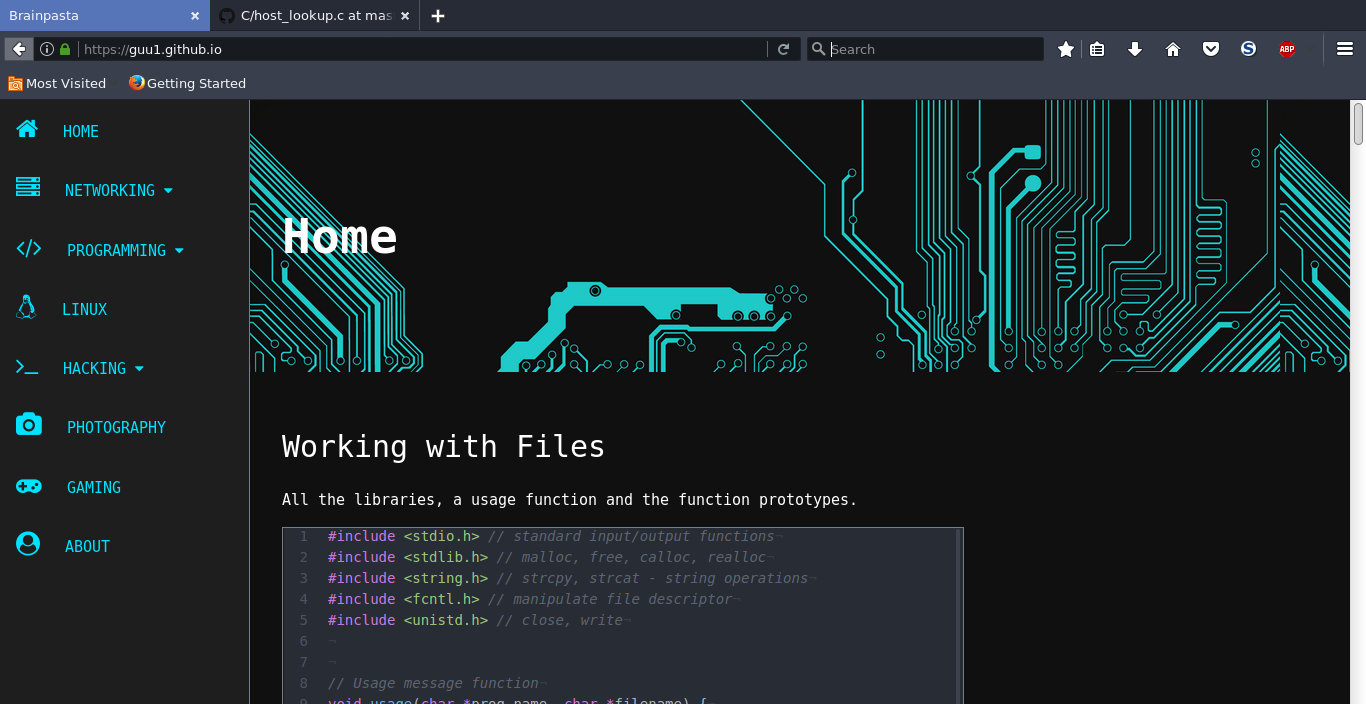 Brainpasta
C/host_lookup.c at mas
https://guu1.github.io
Search
ABP
Most Visited
Getting Started
HOME
NETWORKING
PROGRAMMING
LINUX
HACKING
PHOTOGRAPHY
GAMING
ABOUT
Home
Working with Files
All the libraries, a usage function and the function prototypes.
1 #include <stdio.h> // standard input/output functions¬
2 #include <stdlib.h> // malloc, free, calloc, realloc¬
3 #include <string.h> // strcpy, strcat - string operations¬
4 #include <fcntl.h> // manipulate file descriptor¬
5 #include <unistd.h> // close, write¬
6 ¬
7 ¬
8 // Usage message function¬
9 void usage(char *prog_name, char *filename) {¬